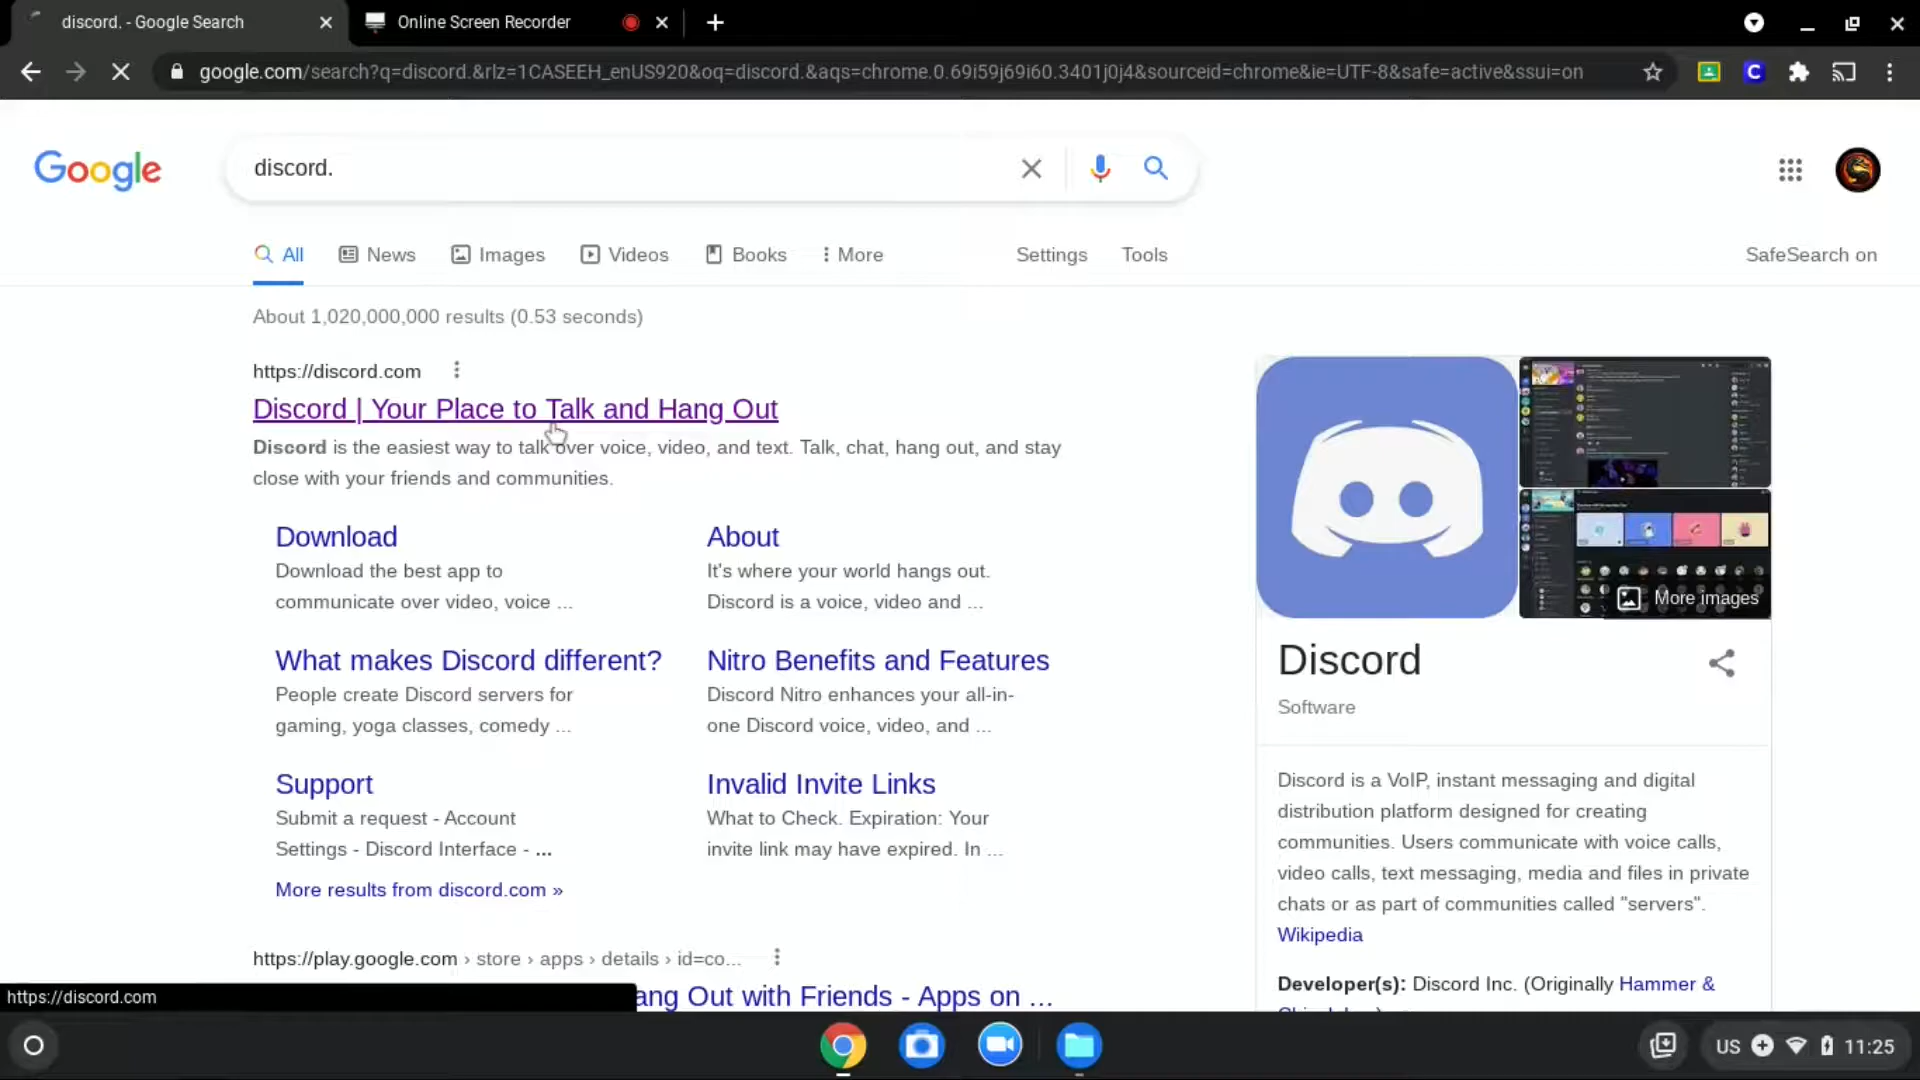 discord. - Google Search
Online Screen Recorder
google.com/search?q=discord.&rlz=1CASEEH_enUS920&oq=discord.&aqs=chrome.0.69i59j69i60.3401j0j4&sourceid=chrome&ie=UTF-8&safe=active&ssui=on
Google
discord.
All
News
Images
Videos
Books
More
Settings
Tools
SafeSearch on
About 1,020,000,000 results (0.53 seconds)
https://discord.com
Discord | Your Place to Talk and Hang Out
Discord is the easiest way to talk over voice, video, and text. Talk, chat, hang out, and stay
close with your friends and communities.
Download
Download the best app to
communicate over video, voice ...
About
It's where your world hangs out.
Discord is a voice, video and ...
What makes Discord different?
People create Discord servers for
gaming, yoga classes, comedy ...
Nitro Benefits and Features
Discord Nitro enhances your all-in-
one Discord voice, video, and ...
Support
Submit a request - Account
Settings - Discord Interface - ...
Invalid Invite Links
What to Check. Expiration: Your
invite link may have expired. In ...
More results from discord.com »
https://play.google.com › store › apps › details › id=co...
ang Out with Friends - Apps on ...
More images
Discord
Software
Discord is a VoIP, instant messaging and digital
distribution platform designed for creating
communities. Users communicate with voice calls,
video calls, text messaging, media and files in private
chats or as part of communities called "servers".
Wikipedia
Developer(s): Discord Inc. (Originally Hammer &
https://discord.com
US
11:25